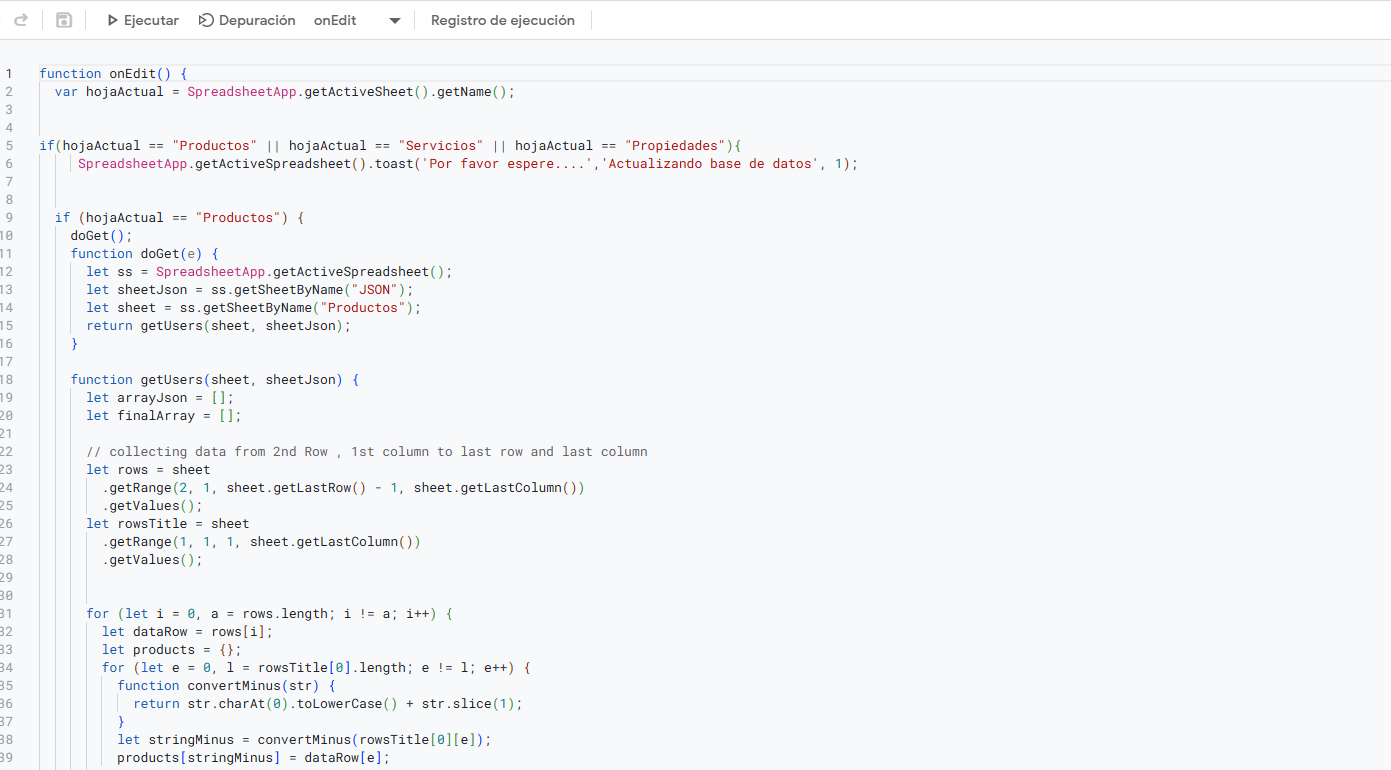 Ejecutar Depuración onEdit Registro de ejecución
1 function onEdit() {
2 var hojaActual = SpreadsheetApp.getActiveSheet().getName();
3
4
5 if(hojaActual == "Productos" || hojaActual == "Servicios" || hojaActual == "Propiedades"){
6 SpreadsheetApp.getActiveSpreadsheet().toast('Por favor espere....','Actualizando base de datos', 1);
7
8
9 if (hojaActual == "Productos") {
10 doGet();
11 function doGet(e) {
12 let ss = SpreadsheetApp.getActiveSpreadsheet();
13 let sheetJson = ss.getSheetByName("JSON");
14 let sheet = ss.getSheetByName("Productos");
15 return getUsers(sheet, sheetJson);
16 }
17
18 function getUsers(sheet, sheetJson) {
19 let arrayJson = [];
20 let finalArray = [];
21
22 // collecting data from 2nd Row , 1st column to last row and last column
23 let rows = sheet
24 .getRange(2, 1, sheet.getLastRow() - 1, sheet.getLastColumn())
25 .getValues();
26 let rowsTitle = sheet
27 .getRange(1, 1, 1, sheet.getLastColumn())
28 .getValues();
29
30
31 for (let i = 0, a = rows.length; i != a; i++) {
32 let dataRow = rows[i];
33 let products = {};
34 for (let e = 0, l = rowsTitle[0].length; e != l; e++) {
35 function convertMinus(str) {
36 return str.charAt(0).toLowerCase() + str.slice(1);
37 }
38 let stringMinus = convertMinus(rowsTitle[0][e]);
39 products[stringMinus] = dataRow[e];